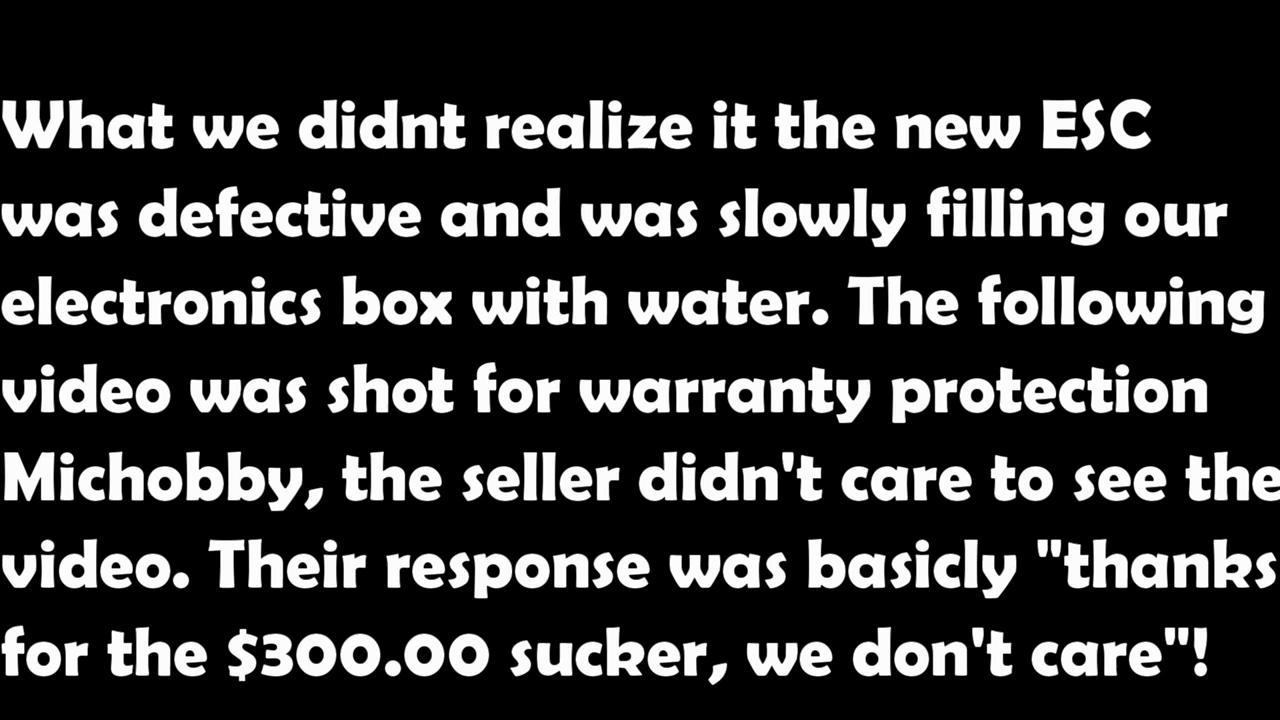 What we didnt realize it the new ESC
was defective and was slowly filling our
electronics box with water. The following
video was shot for warranty protection
Michobby, the seller didn't care to see the
video. Their response was basicly "thanks
for the $300.00 sucker, we don't care"!